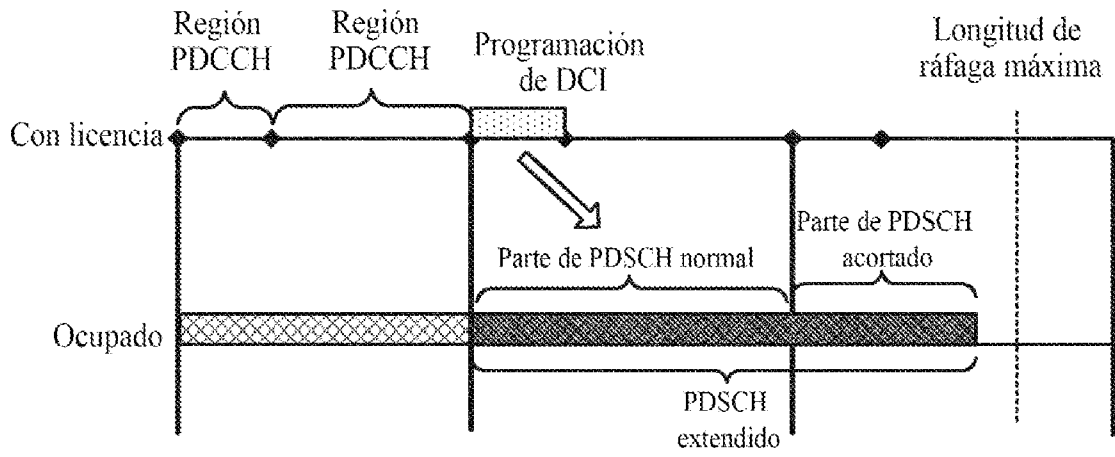 Región
PDCCH
Región
PDCCH
Programación
de DCI
Longitud de
ráfaga máxima
Con licencia
Parte de PDSCH normal
Parte de PDSCH
acortado
Ocupado
PDSCH
extendido